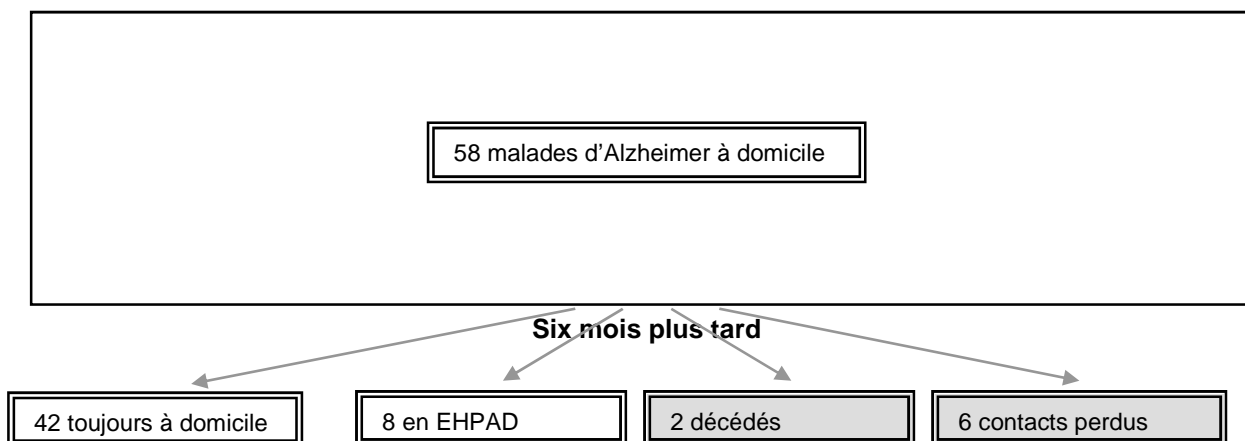 58 malades d'Alzheimer à domicile
Six mois plus tard
42 toujours à domicile
8 en EHPAD
2 décédés
6 contacts perdus